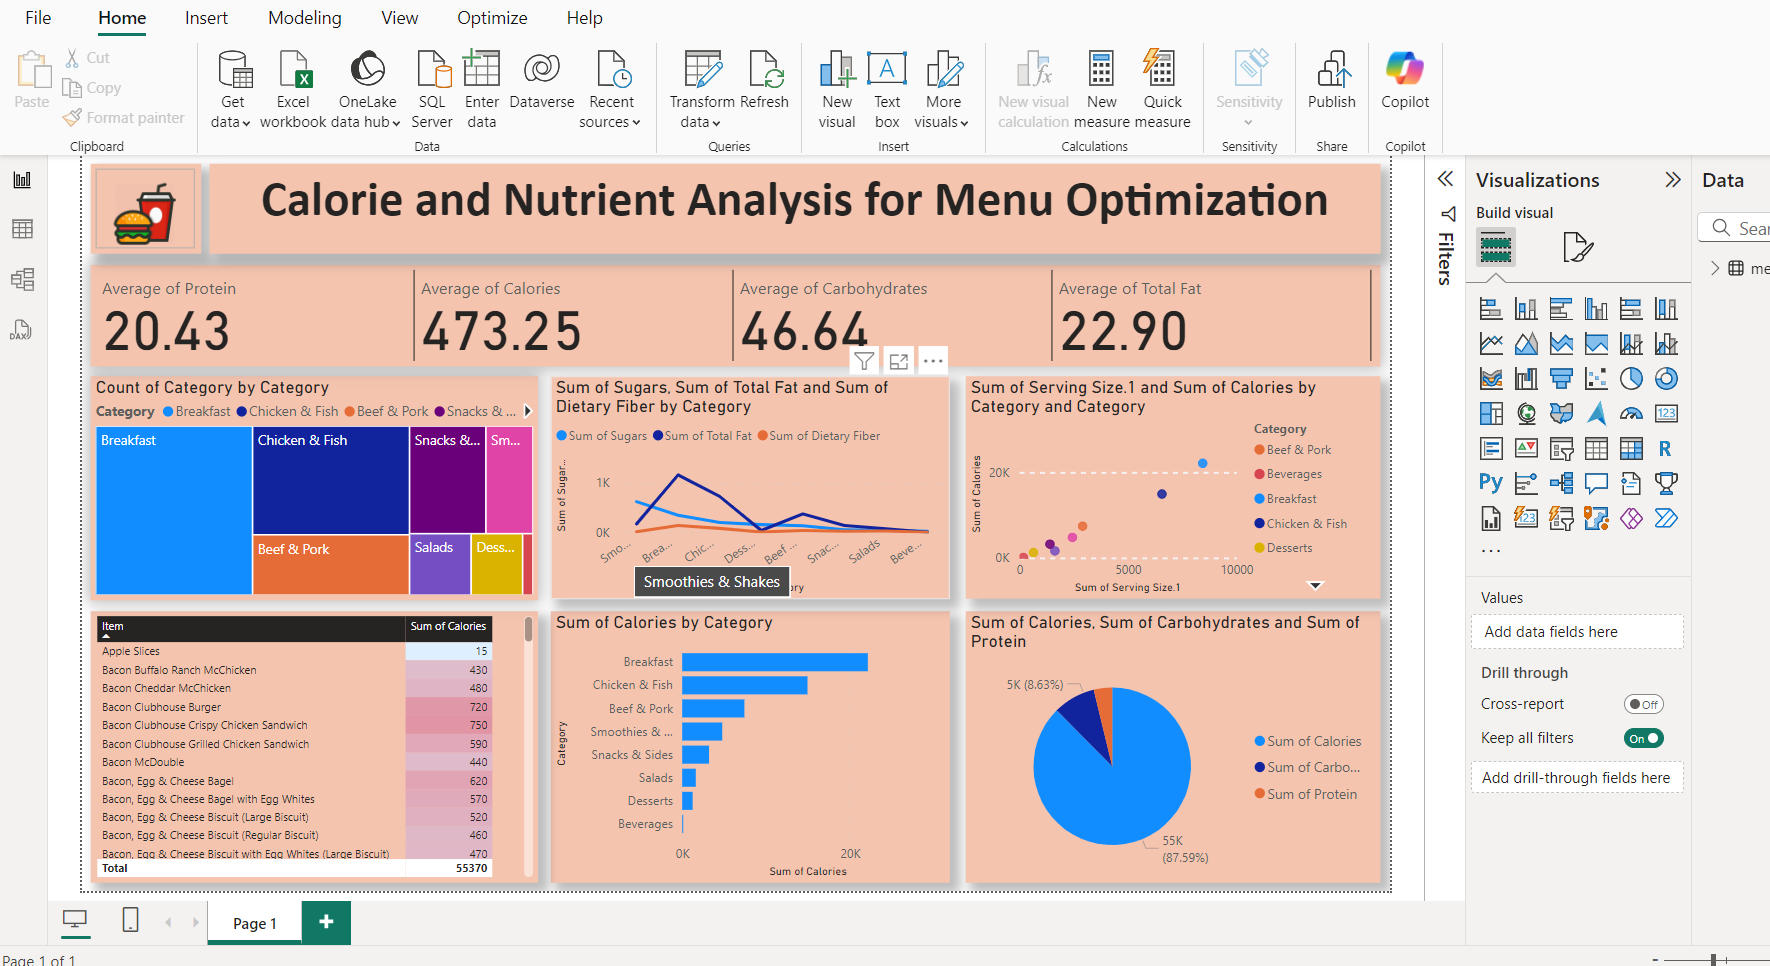 File Home Insert Modeling View Optimize Help
Paste
Cut
Copy
Format painter
Clipboard
Get data
Excel workbook
OneLake data hub
SQL Server
Enter data
Dataverse
Recent sources
Data
Transform data
Refresh
Queries
New visual
Text box
More visuals
Insert
New visual calculation
New measure
Quick measure
Calculations
Sensitivity
Sensitivity
Publish
Share
Copilot
Copilot
Calorie and Nutrient Analysis for Menu Optimization
Average of Protein
20.43
Average of Calories
473.25
Average of Carbohydrates
46.64
Average of Total Fat
22.90
Count of Category by Category
Category Breakfast Chicken & Fish Beef & Pork Snacks & ...
Breakfast
Chicken & Fish
Snacks &...
Sm...
Beef & Pork
Salads
Dess...
Sum of Sugars, Sum of Total Fat and Sum of
Dietary Fiber by Category
Sum of Sugars Sum of Total Fat Sum of Dietary Fiber
Sum of Sugar...
1K
0K
Smo... Brea... Chic... Dess... Beef ... Snac... Salads Beve...
Smoothies & Shakes
ory
Sum of Serving Size.1 and Sum of Calories by
Category and Category
Sum of Calories
20K
0K
0 5000 10000
Sum of Serving Size.1
Category
Beef & Pork
Beverages
Breakfast
Chicken & Fish
Desserts
Item Sum of Calories
Apple Slices 15
Bacon Buffalo Ranch McChicken 430
Bacon Cheddar McChicken 480
Bacon Clubhouse Burger 720
Bacon Clubhouse Crispy Chicken Sandwich 750
Bacon Clubhouse Grilled Chicken Sandwich 590
Bacon McDouble 440
Bacon, Egg & Cheese Bagel 620
Bacon, Egg & Cheese Bagel with Egg Whites 570
Bacon, Egg & Cheese Biscuit (Large Biscuit) 520
Bacon, Egg & Cheese Biscuit (Regular Biscuit) 460
Bacon, Egg & Cheese Biscuit with Egg Whites (Large Biscuit) 470
Total 55370
Sum of Calories by Category
Category
Breakfast
Chicken & Fish
Beef & Pork
Smoothies & ...
Snacks & Sides
Salads
Desserts
Beverages
0K 20K
Sum of Calories
Sum of Calories, Sum of Carbohydrates and Sum of
Protein
5K (8.63%)
55K
(87.59%)
Sum of Calories
Sum of Carbo...
Sum of Protein
Filters
Visualizations
Build visual
123
R
Py
123
...
Values
Add data fields here
Drill through
Cross-report Off
Keep all filters On
Add drill-through fields here
Data
Sear
me
DAX
Page 1
Page 1 of 1